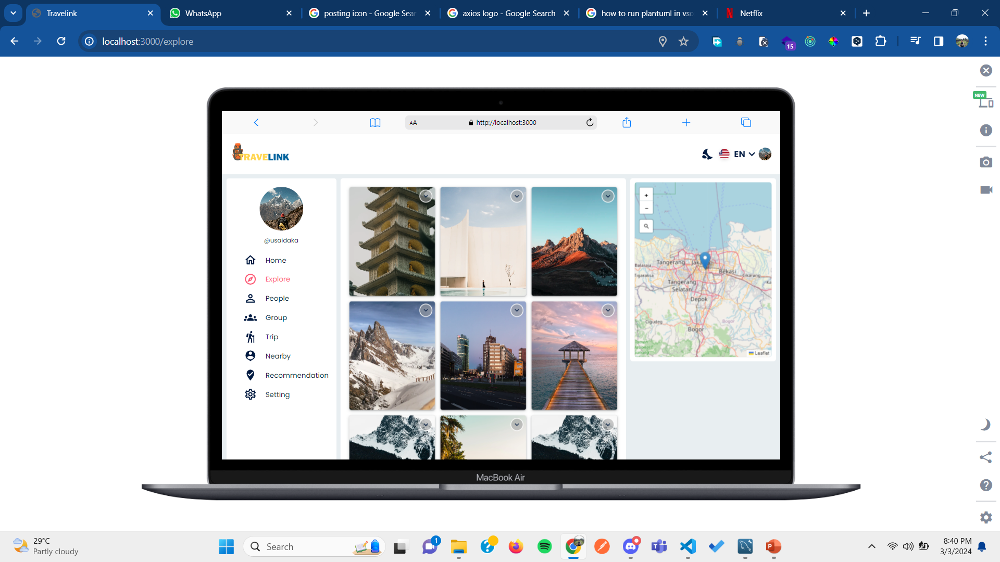 Travelink
WhatsApp
posting icon - Google Sear
axios logo - Google Search
how to run plantuml in vsc
Netflix
localhost:3000/explore
15
NEW
AA
http://localhost:3000
TRAVELINK
EN
@usaidaka
Home
Explore
People
Group
Trip
Nearby
Recommendation
Setting
+
-
Balaraja
Tangerang
Tigaraksa
Bekasi
Cikarang
Tangerang
Selatan
Depok
Cigudeg
Bogor
Bogor
Leaflet
MacBook Air
29°C
Partly cloudy
Search
1
8:40 PM
3/3/2024